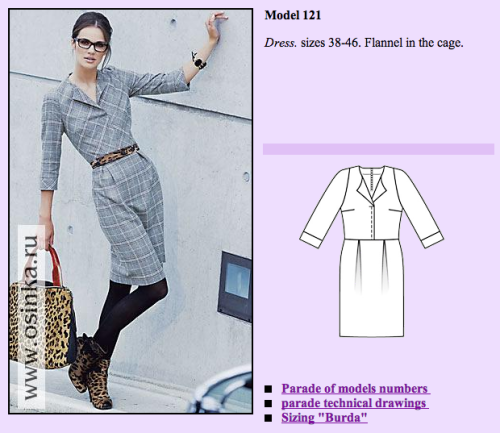 Model 121
Dress. sizes 38-46. Flannel in the cage.
www.osinka.ru
Parade of models numbers
parade technical drawings
Sizing "Burda"